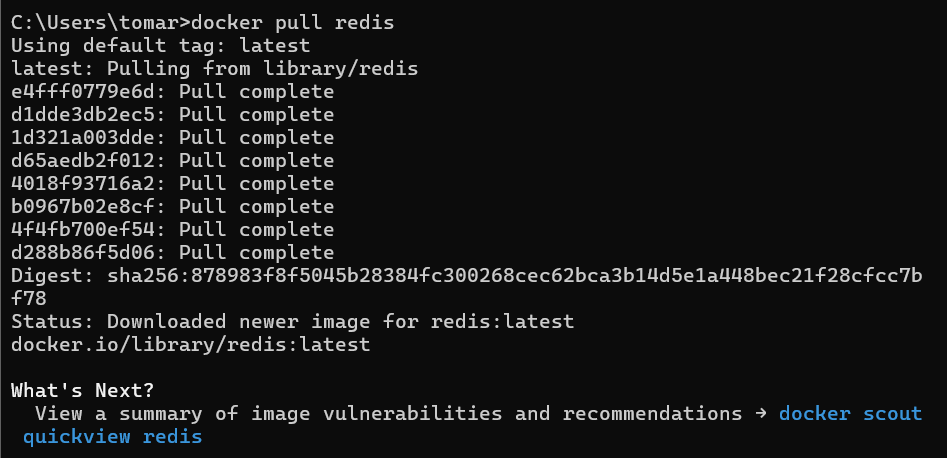 C:\Users\tomar>docker pull redis
Using default tag: latest
latest: Pulling from library/redis
e4fff0779e6d: Pull complete
d1dde3db2ec5: Pull complete
1d321a003dde: Pull complete
d65aedb2f012: Pull complete
4018f93716a2: Pull complete
b0967b02e8cf: Pull complete
4f4fb700ef54: Pull complete
d288b86f5d06: Pull complete
Digest: sha256:878983f8f5045b28384fc300268cec62bca3b14d5e1a448bec21f28cfcc7b
f78
Status: Downloaded newer image for redis:latest
docker.io/library/redis:latest
What's Next?
View a summary of image vulnerabilities and recommendations → docker scout
quickview redis